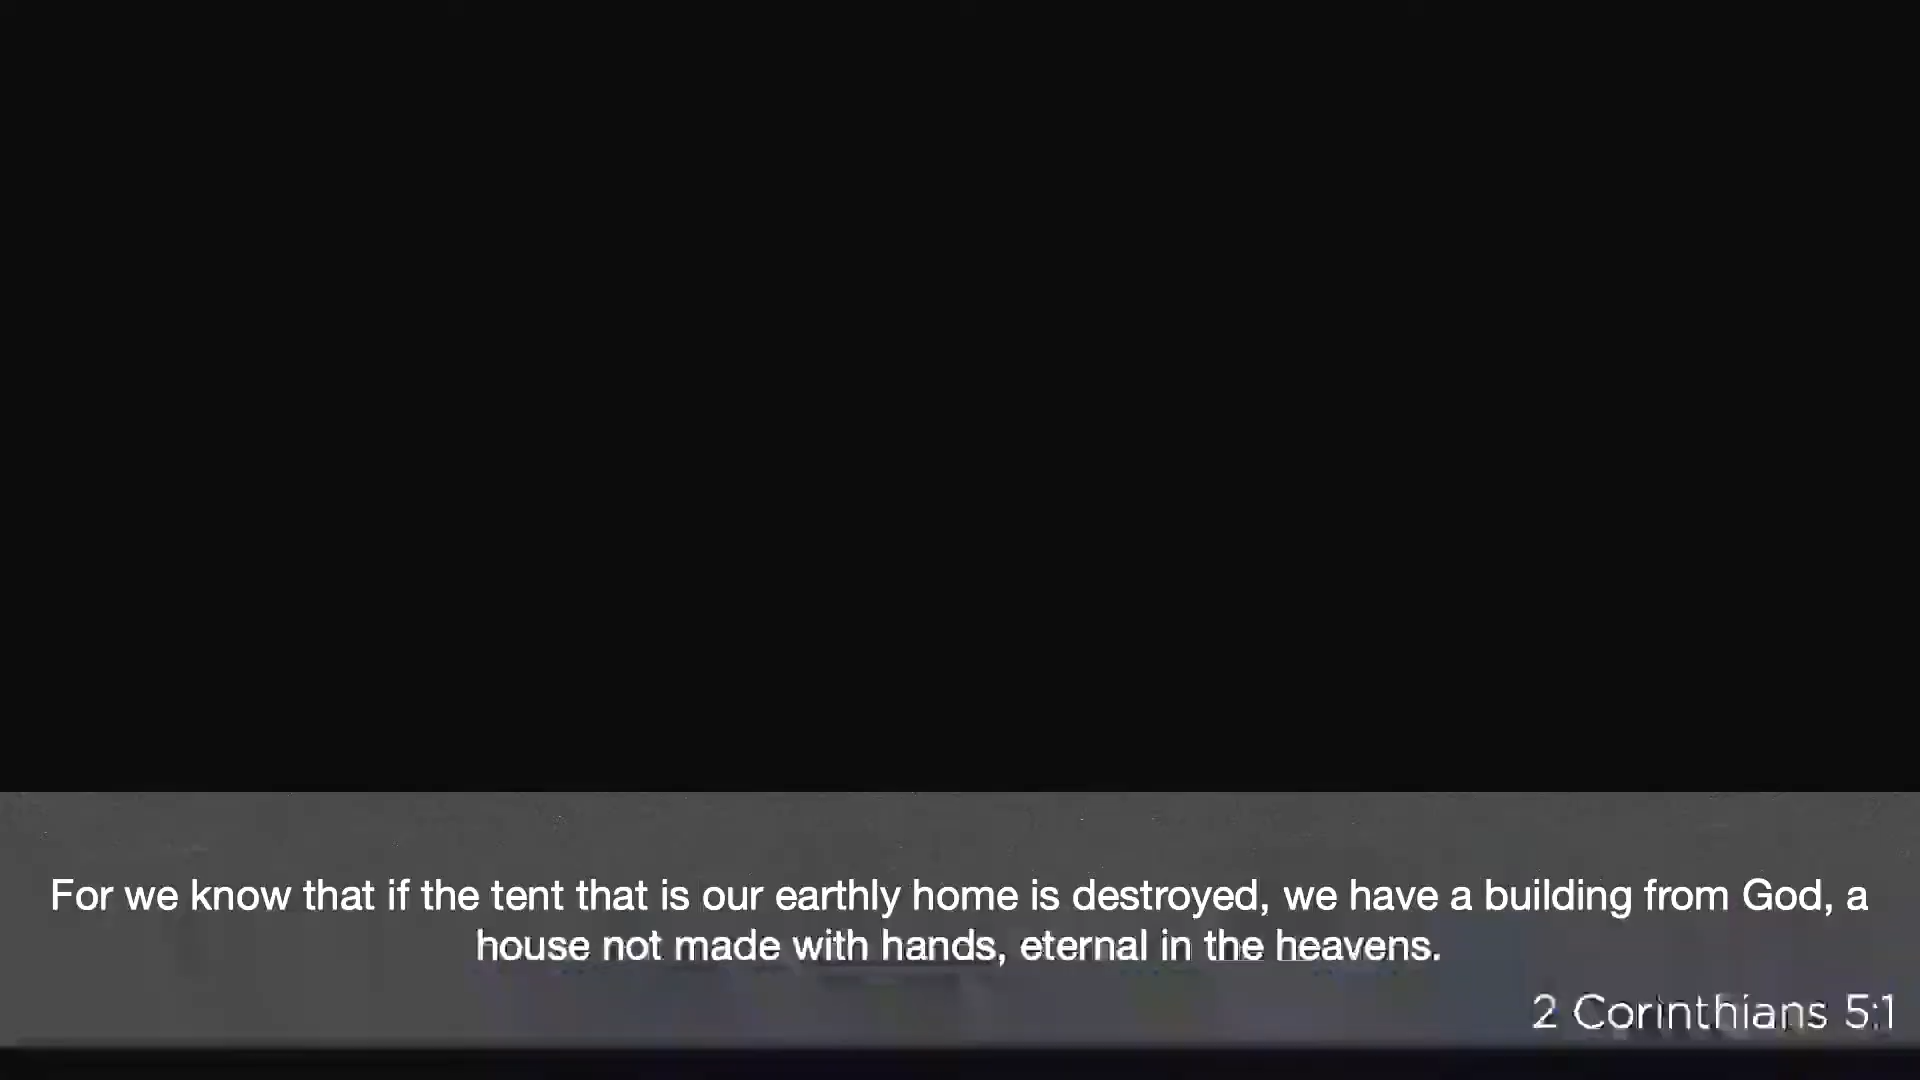 For we know that if the tent that is our earthly home is destroyed, we have a building from God, a
house not made with hands, eternal in the heavens.
2 Corinthians 5:1